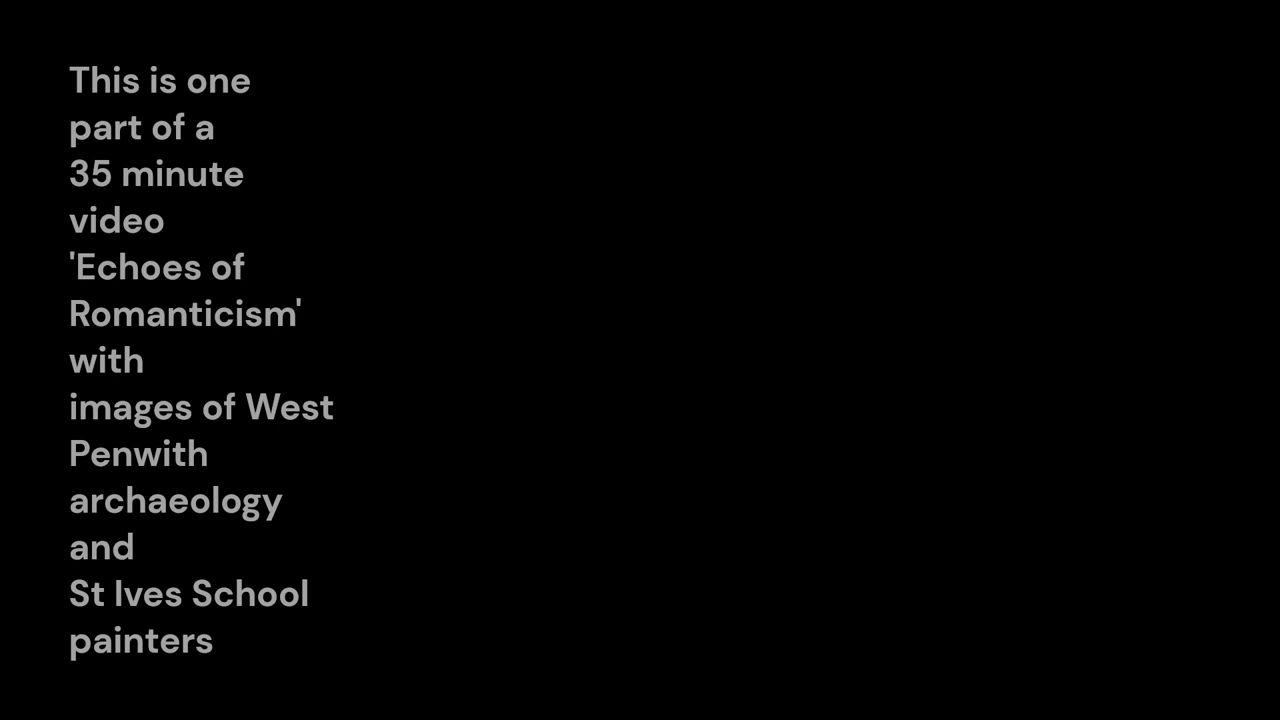 This is one
part of a
35 minute
video
'Echoes of
Romanticism'
with
images of West
Penwith
archaeology
and
St Ives School
painters